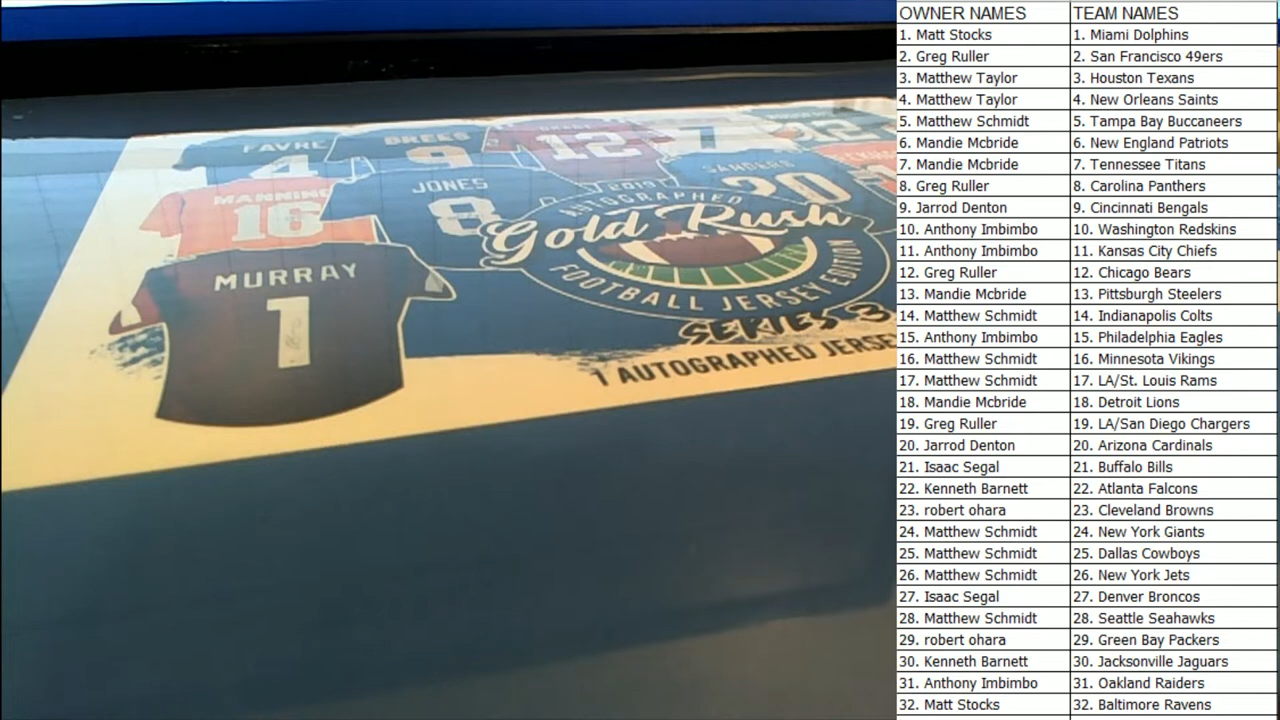 FAVRE
4
BREES
9
12
MANNING
16
JONES
8
SANDERS
20
MURRAY
1
2019
AUTOGRAPHED
Gold Rush
FOOTBALL JERSEY EDITION
SERIES 3
1 AUTOGRAPHED JERSE
OWNER NAMES TEAM NAMES
1. Matt Stocks 1. Miami Dolphins
2. Greg Ruller 2. San Francisco 49ers
3. Matthew Taylor 3. Houston Texans
4. Matthew Taylor 4. New Orleans Saints
5. Matthew Schmidt 5. Tampa Bay Buccaneers
6. Mandie Mcbride 6. New England Patriots
7. Mandie Mcbride 7. Tennessee Titans
8. Greg Ruller 8. Carolina Panthers
9. Jarrod Denton 9. Cincinnati Bengals
10. Anthony Imbimbo 10. Washington Redskins
11. Anthony Imbimbo 11. Kansas City Chiefs
12. Greg Ruller 12. Chicago Bears
13. Mandie Mcbride 13. Pittsburgh Steelers
14. Matthew Schmidt 14. Indianapolis Colts
15. Anthony Imbimbo 15. Philadelphia Eagles
16. Matthew Schmidt 16. Minnesota Vikings
17. Matthew Schmidt 17. LA/St. Louis Rams
18. Mandie Mcbride 18. Detroit Lions
19. Greg Ruller 19. LA/San Diego Chargers
20. Jarrod Denton 20. Arizona Cardinals
21. Isaac Segal 21. Buffalo Bills
22. Kenneth Barnett 22. Atlanta Falcons
23. robert ohara 23. Cleveland Browns
24. Matthew Schmidt 24. New York Giants
25. Matthew Schmidt 25. Dallas Cowboys
26. Matthew Schmidt 26. New York Jets
27. Isaac Segal 27. Denver Broncos
28. Matthew Schmidt 28. Seattle Seahawks
29. robert ohara 29. Green Bay Packers
30. Kenneth Barnett 30. Jacksonville Jaguars
31. Anthony Imbimbo 31. Oakland Raiders
32. Matt Stocks 32. Baltimore Ravens